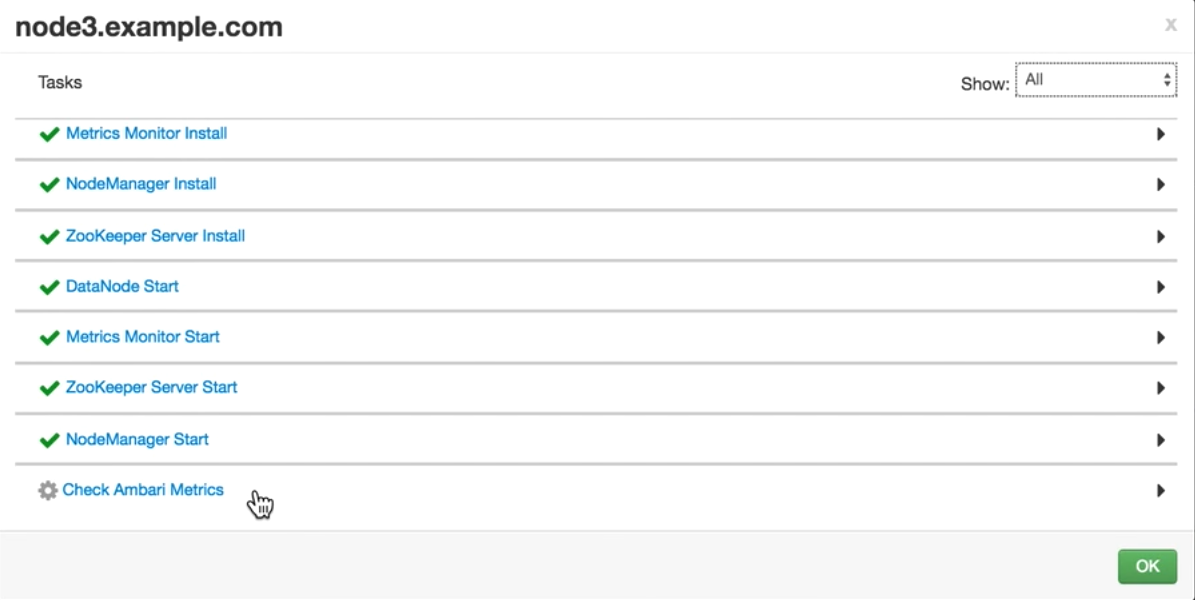 node3.example.com
x
Tasks
Show: All
Metrics Monitor Install
NodeManager Install
ZooKeeper Server Install
DataNode Start
Metrics Monitor Start
ZooKeeper Server Start
NodeManager Start
Check Ambari Metrics
OK